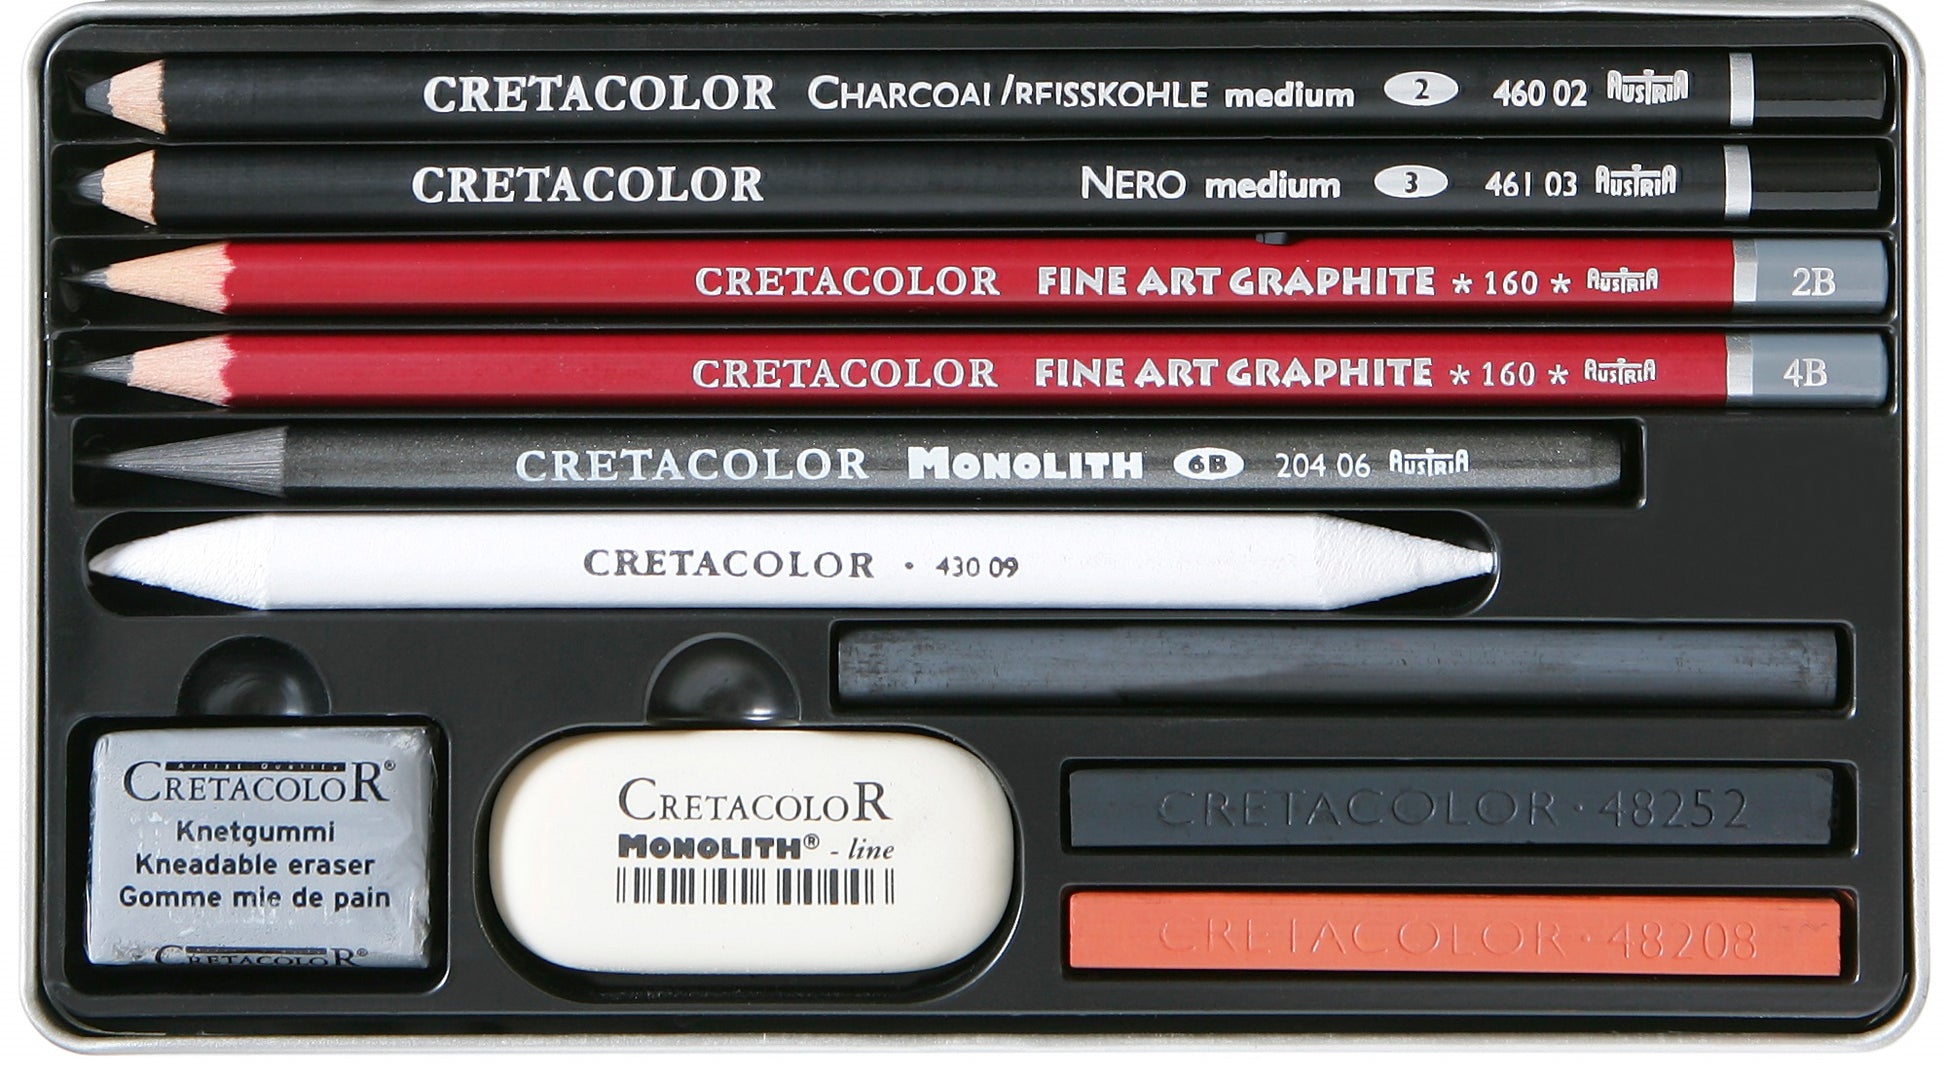 CRETACOLOR CHARCOAL/REISSKOHLE medium 2 460 02 AUSTRIA
CRETACOLOR NERO medium 3 461 03 AUSTRIA
CRETACOLOR FINE ART GRAPHITE * 160 * AUSTRIA 2B
CRETACOLOR FINE ART GRAPHITE * 160 * AUSTRIA 4B
CRETACOLOR MONOLITH 6B 204 06 AUSTRIA
CRETACOLOR · 430 09
Artist Quality
CRETACOLOR®
Knetgummi
Kneadable eraser
Gomme mie de pain
CRETACOLOR®
CRETACOLOR
MONOLITH® - line
CRETACOLOR · 48252
CRETACOLOR · 48208